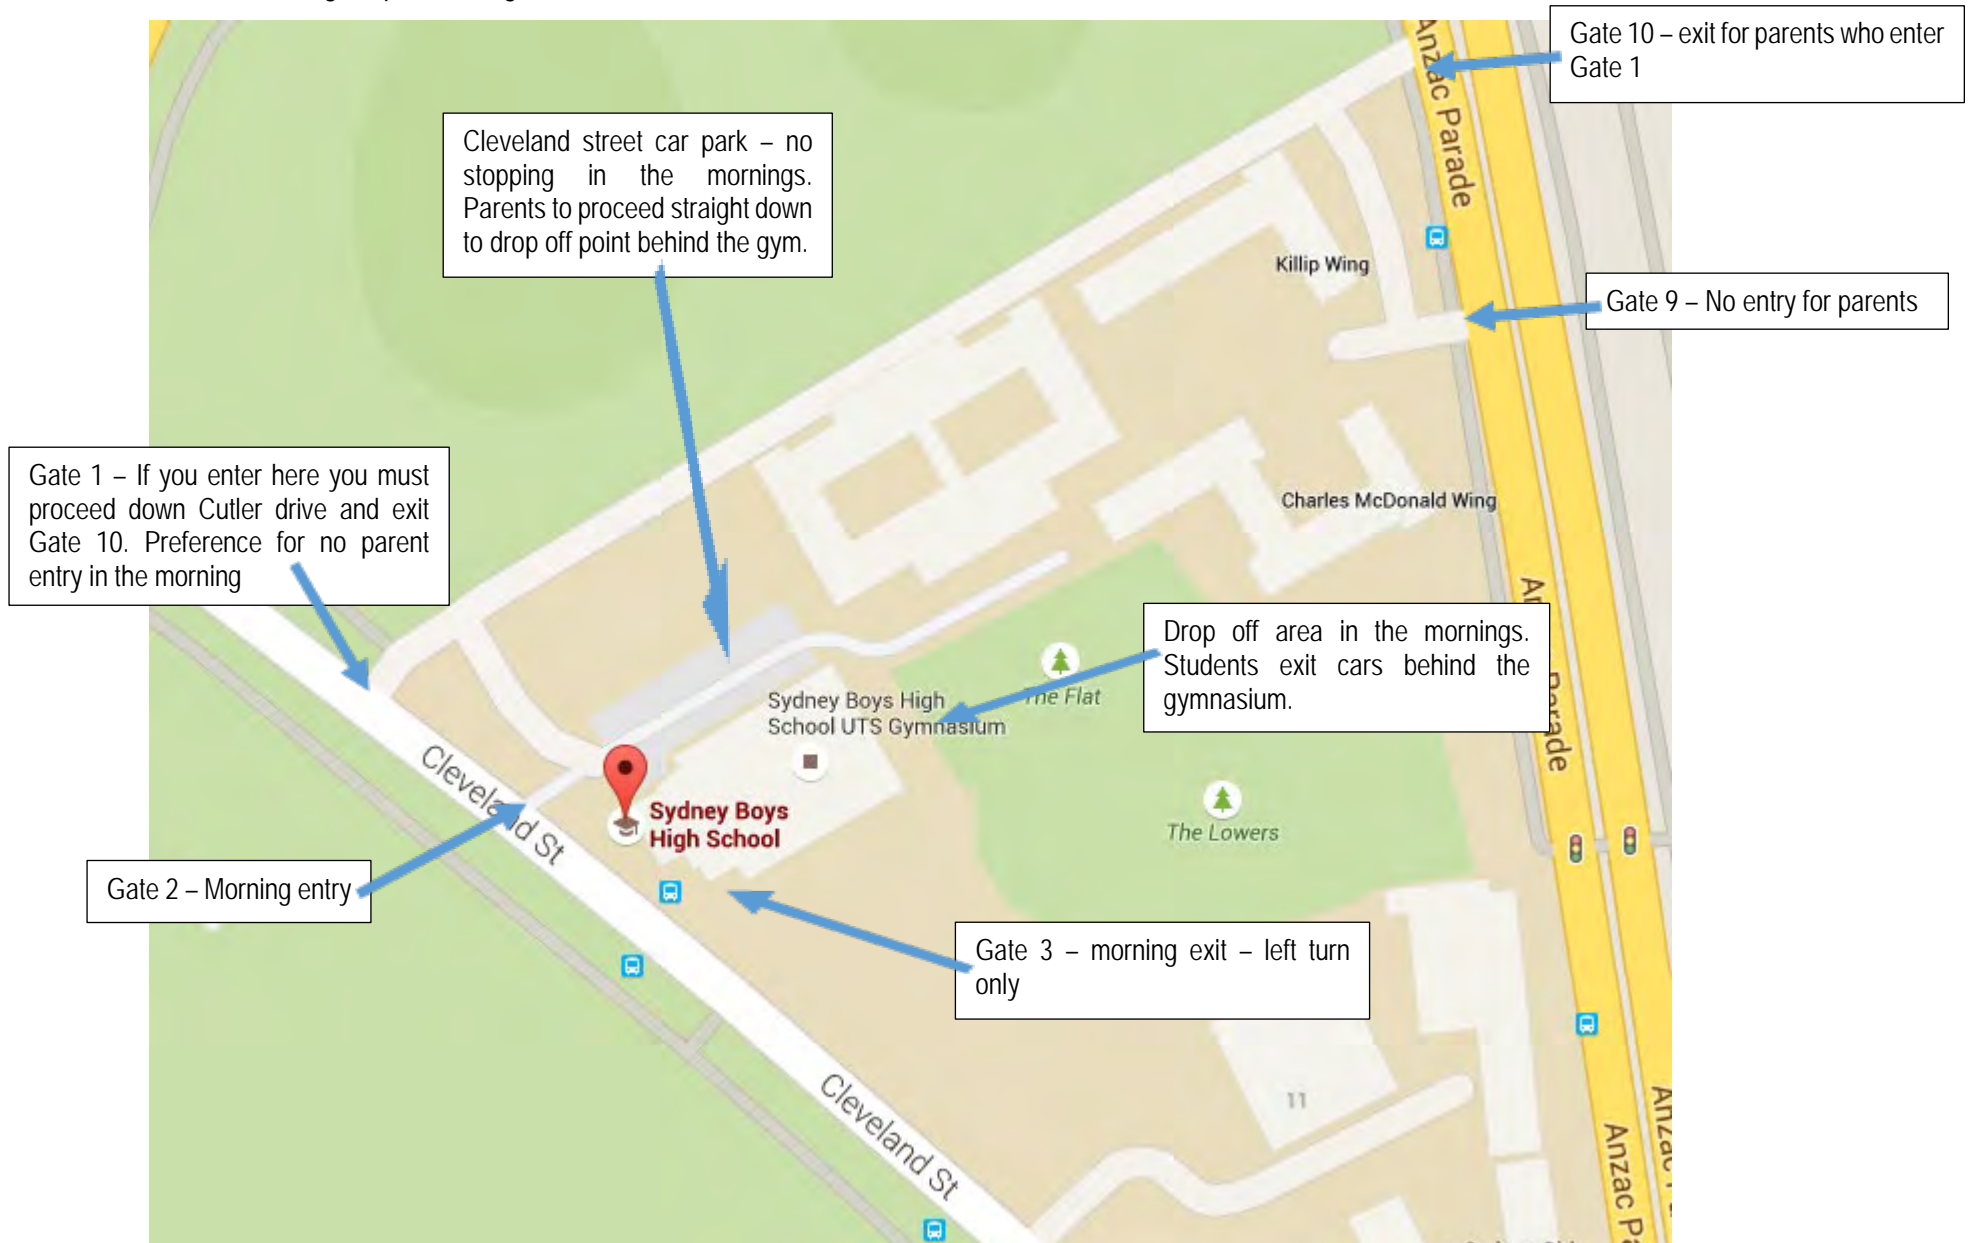 Anzac Parade
Gate 10 – exit for parents who enter
Gate 1
Cleveland street car park – no
stopping in the mornings.
Parents to proceed straight down
to drop off point behind the gym.
Killip Wing
Gate 9 – No entry for parents
Gate 1 – If you enter here you must
proceed down Cutler drive and exit
Gate 10. Preference for no parent
entry in the morning
Charles McDonald Wing
Drop off area in the mornings.
Students exit cars behind the
gymnasium.
The Flat
Sydney Boys High
School UTS Gymnasium
Cleveland St
Sydney Boys
High School
The Lowers
Gate 2 – Morning entry
Gate 3 – morning exit – left turn
only
11
Cleveland St
Anzac Pa